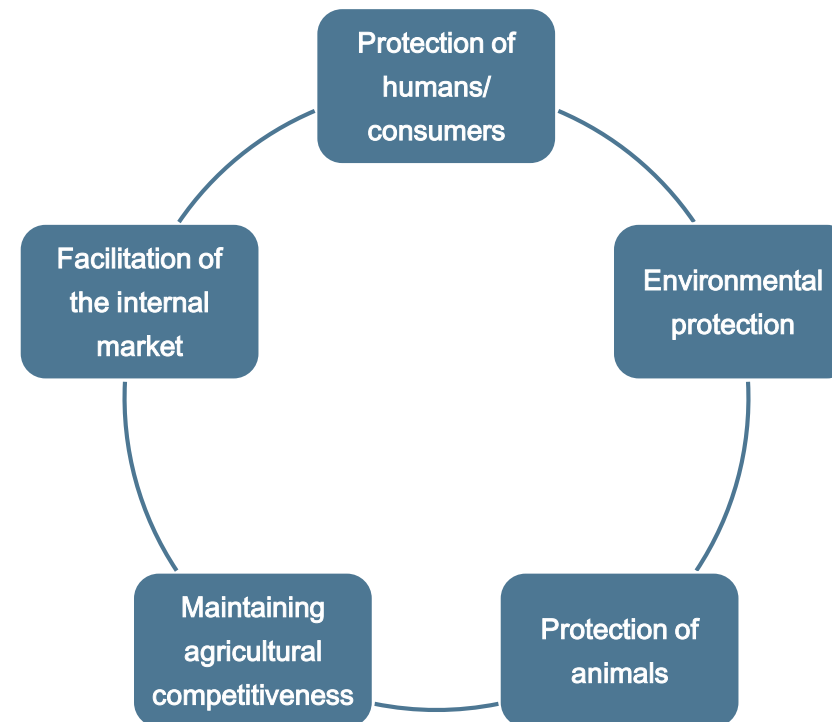 Protection of
humans/
consumers
Facilitation of
the internal
market
Environmental
protection
Maintaining
agricultural
competitiveness
Protection of
animals